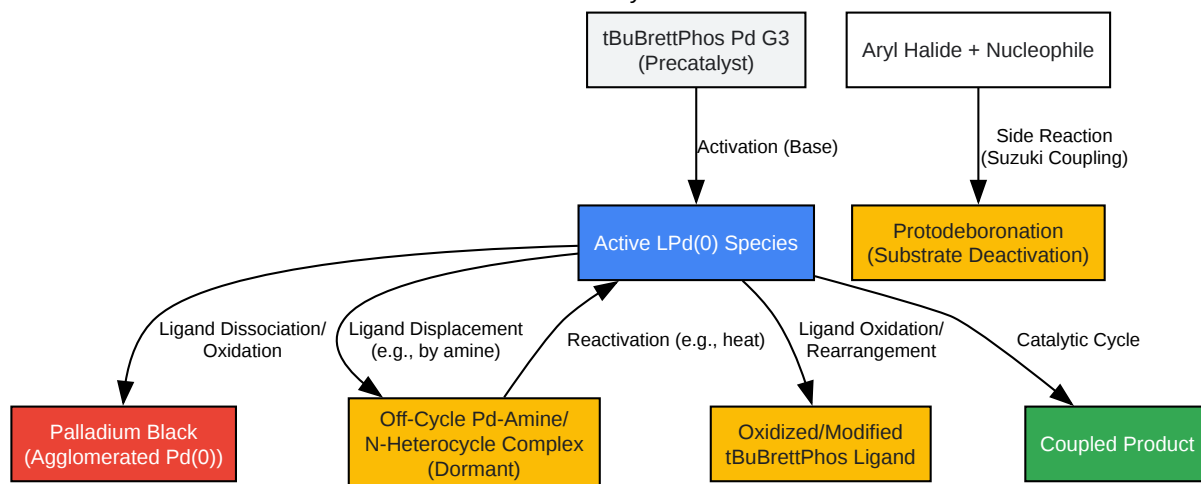 tBuBrettPhos Pd G3
(Precatalyst)
Aryl Halide + Nucleophile
Activation (Base)
Side Reaction
(Suzuki Coupling)
Active LPd(0) Species
Protodeboronation
(Substrate Deactivation)
Ligand Dissociation/
Oxidation
Ligand Displacement
(e.g., by amine)
Reactivation (e.g., heat)
Ligand Oxidation/
Rearrangement
Catalytic Cycle
Palladium Black
(Agglomerated Pd(0))
Off-Cycle Pd-Amine/
N-Heterocycle Complex
(Dormant)
Oxidized/Modified
tBuBrettPhos Ligand
Coupled Product